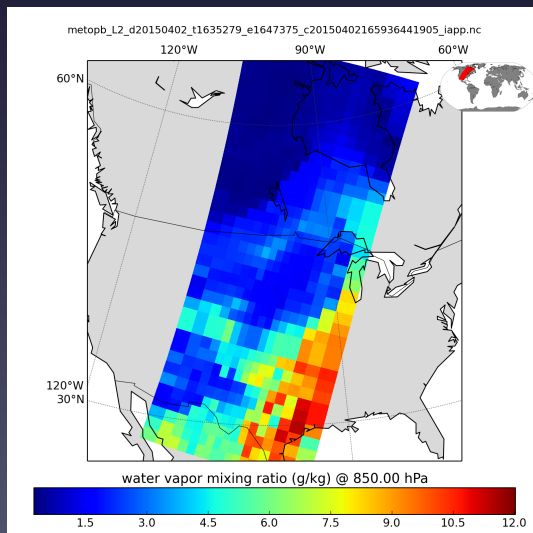 metopb_L2_d20150402_t1635279_e1647375_c20150402165936441905_iapp.nc
120°W 90°W 60°W
60°N
120°W
30°N
water vapor mixing ratio (g/kg) @ 850.00 hPa
1.5 3.0 4.5 6.0 7.5 9.0 10.5 12.0